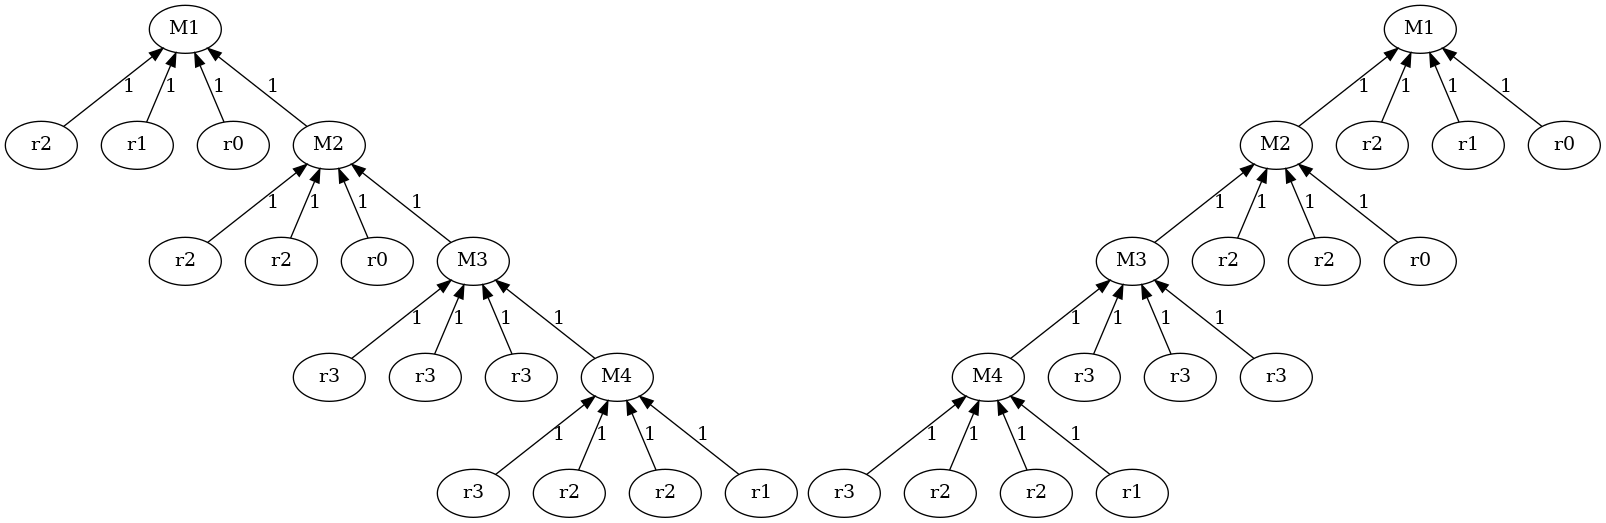 M1 M1
1 1 1 1 1 1 1 1
r2 r1 r0 M2 M2 r2 r1 r0
1 1 1 1 1 1 1 1
r2 r2 r0 M3 M3 r2 r2 r0
1 1 1 1 1 1 1 1
r3 r3 r3 M4 M4 r3 r3 r3
1 1 1 1 1 1 1 1
r3 r2 r2 r1 r3 r2 r2 r1